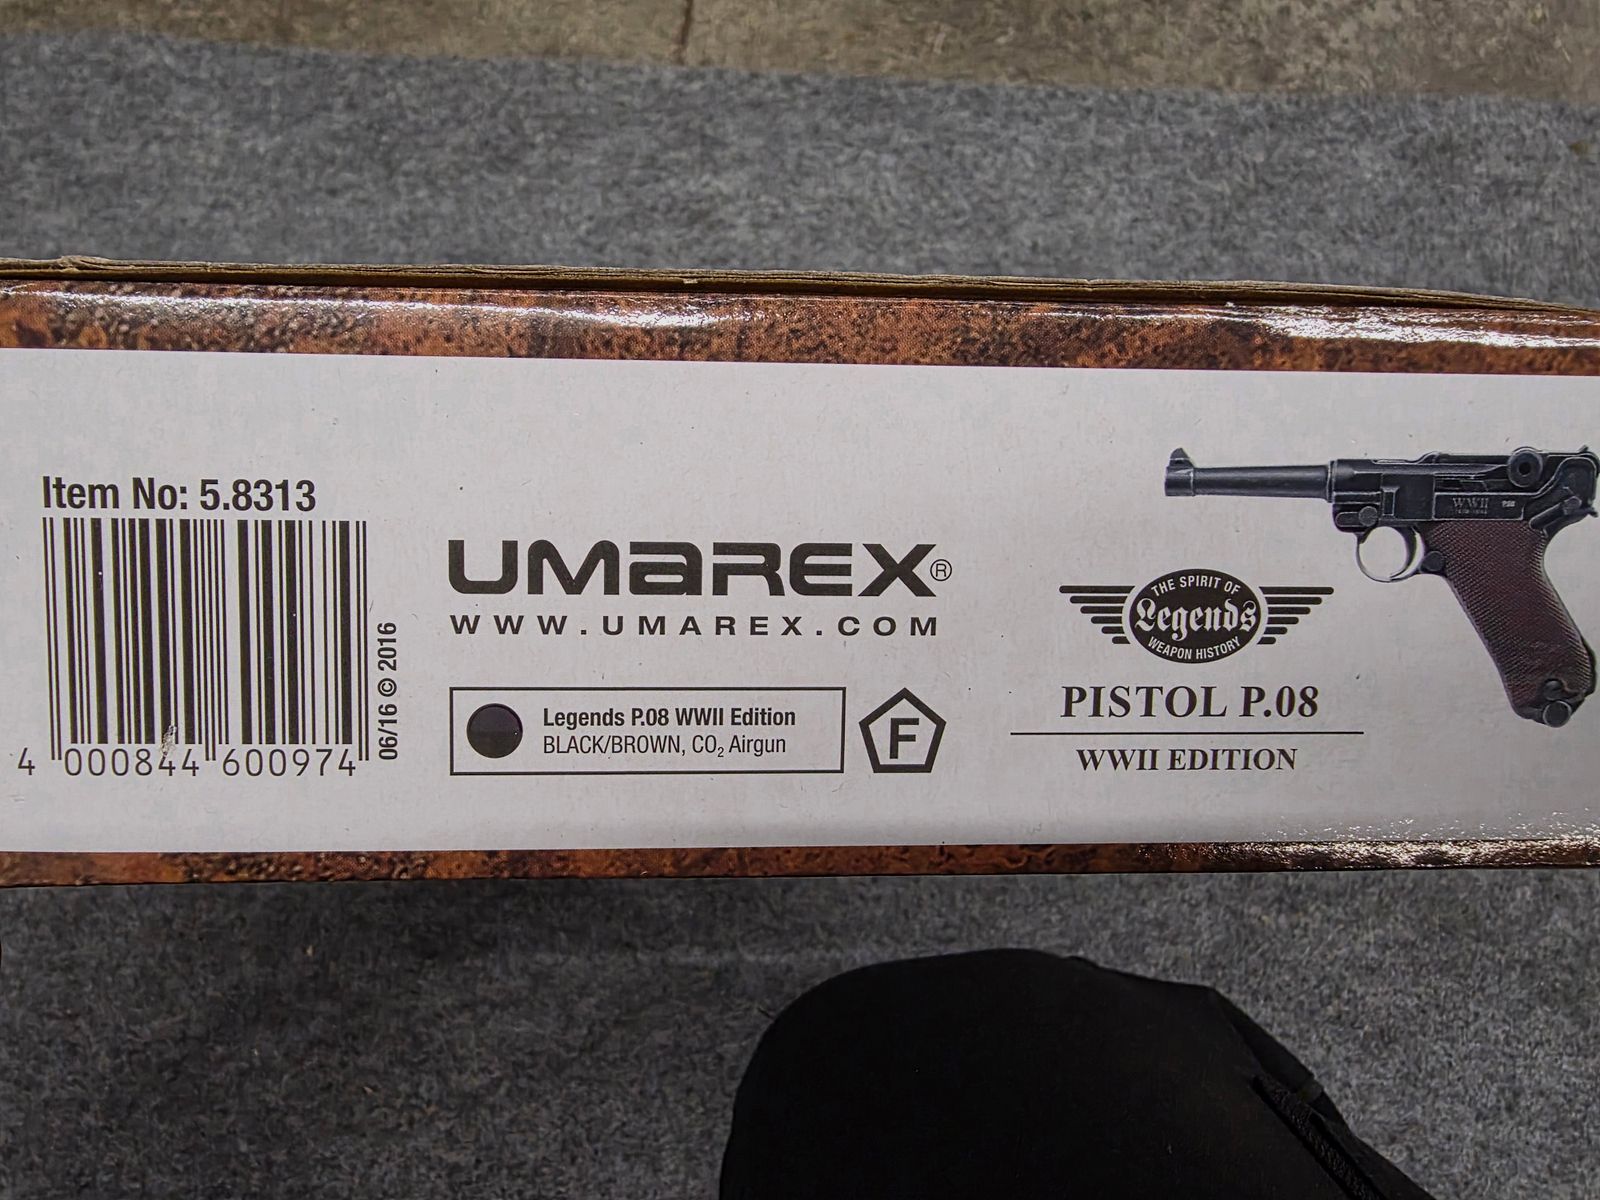 Item No: 5.8313
4 000844 600974
06/16 © 2016
UMAREX®
WWW.UMAREX.COM
Legends P.08 WWII Edition
BLACK/BROWN, CO₂ Airgun
F
THE SPIRIT OF
Legends
WEAPON HISTORY
PISTOL P.08
WWII EDITION
WWII